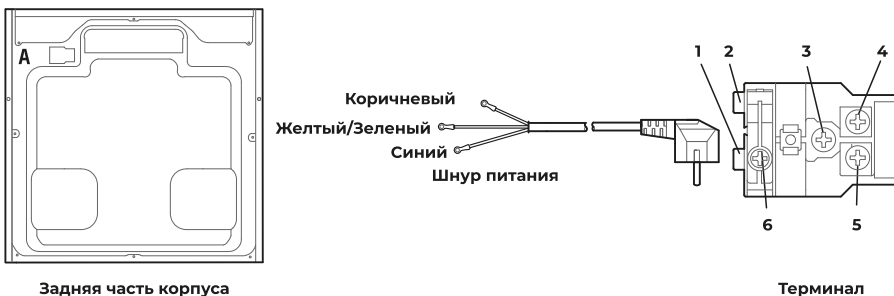 A
Задняя часть корпуса
Коричневый
Желтый/Зеленый
Синий
Шнур питания
1 2 3 4
6 5
Терминал